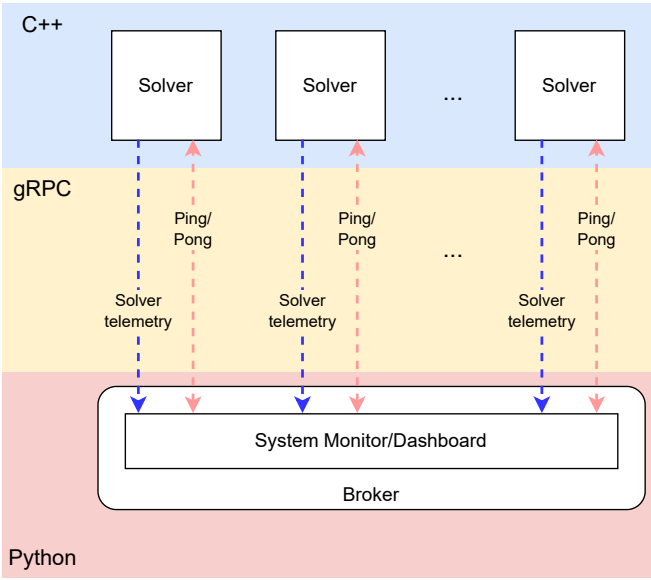 C++
Solver
Solver
...
Solver
gRPC
Ping/
Pong
Ping/
Pong
...
Ping/
Pong
Solver
telemetry
Solver
telemetry
Solver
telemetry
System Monitor/Dashboard
Broker
Python